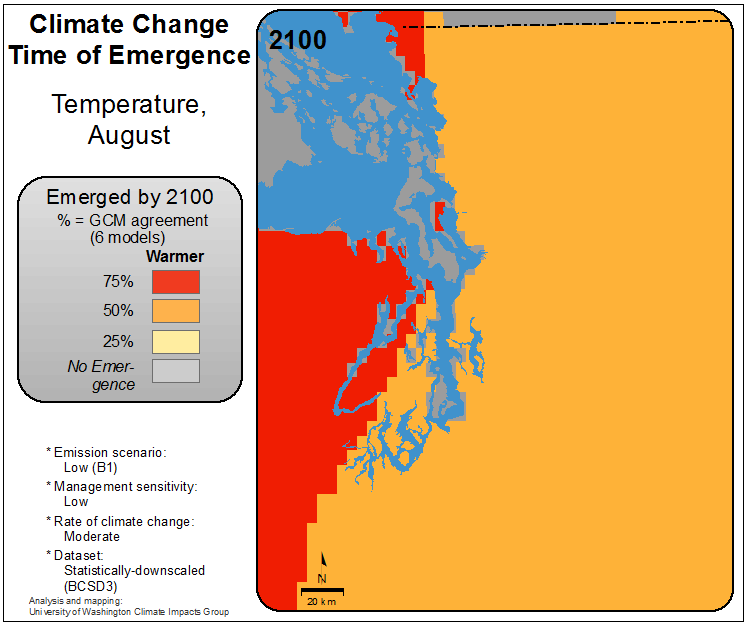 Climate Change
Time of Emergence
Temperature,
August
Emerged by 2100
% = GCM agreement
(6 models)
Warmer
75%
50%
25%
No Emer-
gence
* Emission scenario:
Low (B1)
* Management sensitivity:
Low
* Rate of climate change:
Moderate
* Dataset:
Statistically-downscaled
(BCSD3)
Analysis and mapping:
University of Washington Climate Impacts Group
2100
N
20 km